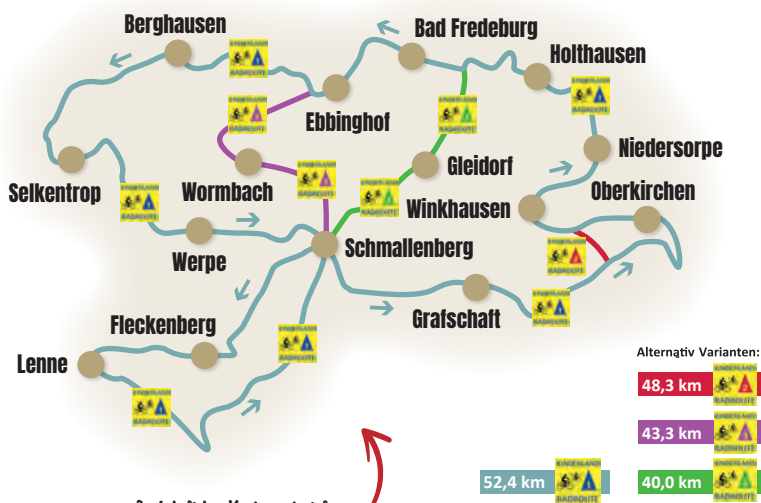 Berghausen
Bad Fredeburg
Holthausen
Ebbinghof
Niedersorpe
Gleidorf
Selkentrop
Wormbach
Winkhausen
Oberkirchen
Werpe
Schmallenberg
Fleckenberg
Grafschaft
Lenne
Alternativ Varianten:
48,3 km
43,3 km
52,4 km
40,0 km